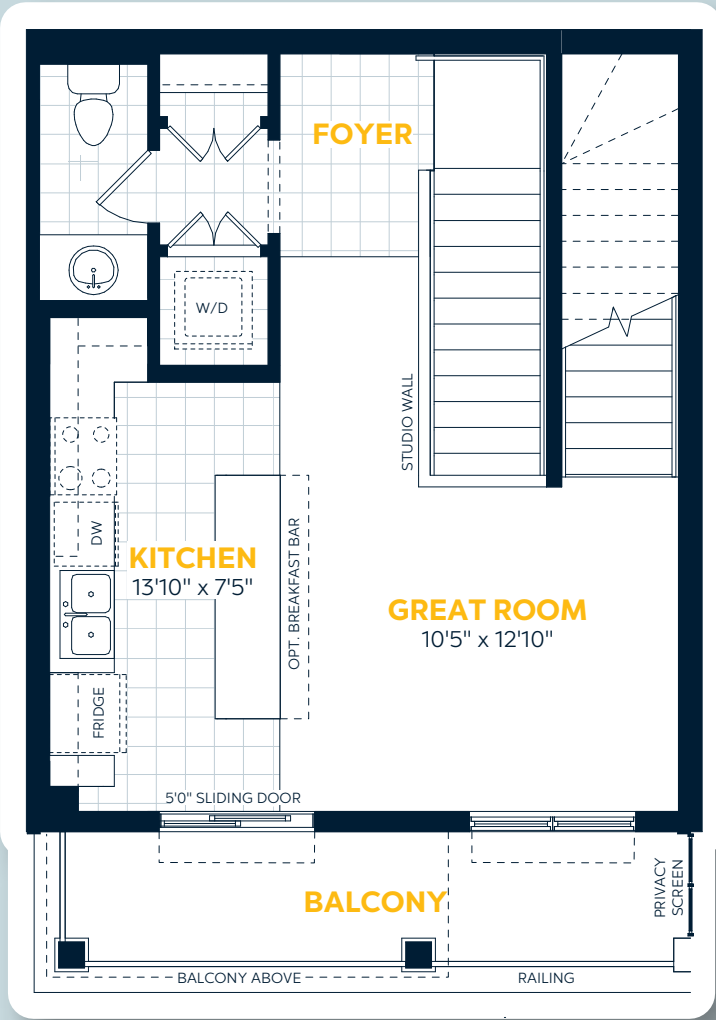 FOYER
W/D
STUDIO WALL
DW
KITCHEN
13'10" x 7'5"
OPT. BREAKFAST BAR
GREAT ROOM
10'5" x 12'10"
FRIDGE
5'0" SLIDING DOOR
BALCONY
PRIVACY
SCREEN
BALCONY ABOVE
RAILING